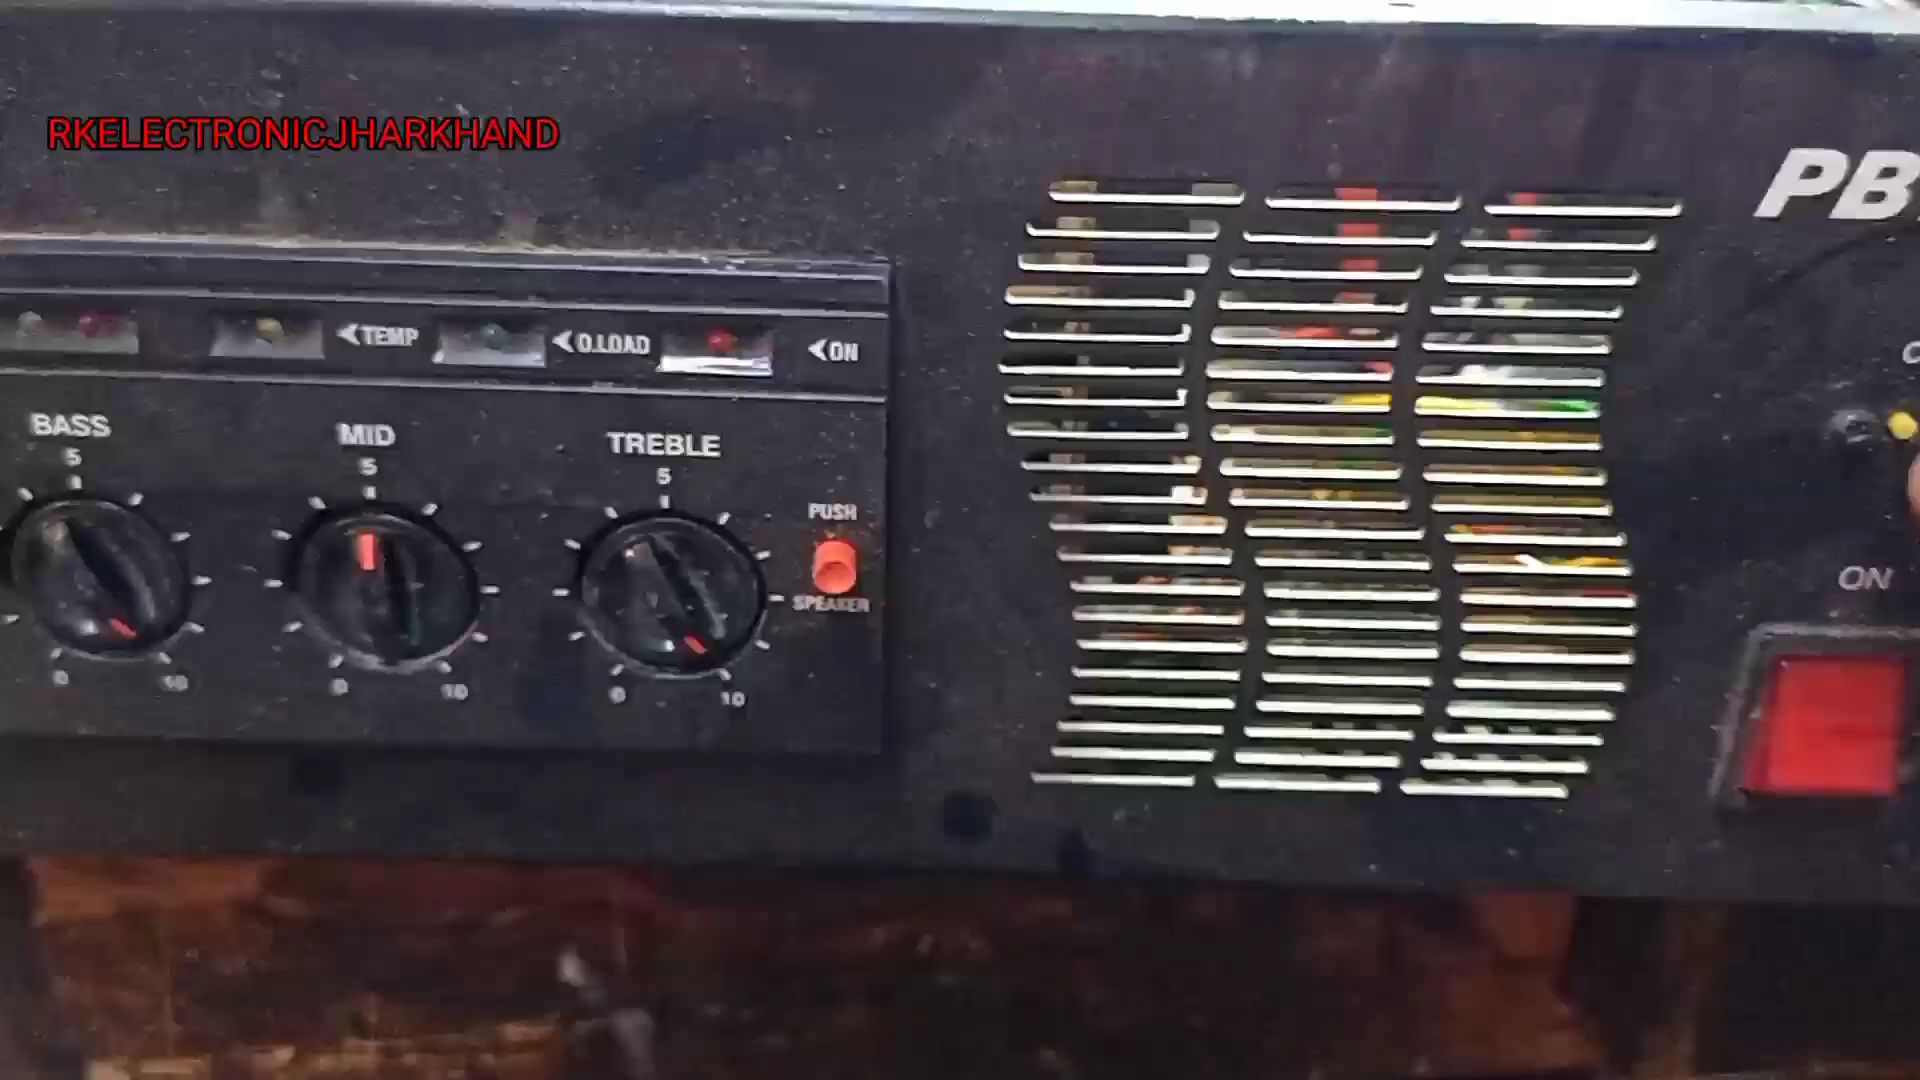 RKELECTRONICJHARKHAND
PB
TEMP
O.LOAD
ON
BASS
MID
TREBLE
5
5
5
PUSH
SPEAKER
ON
0
10
0
10
0
10